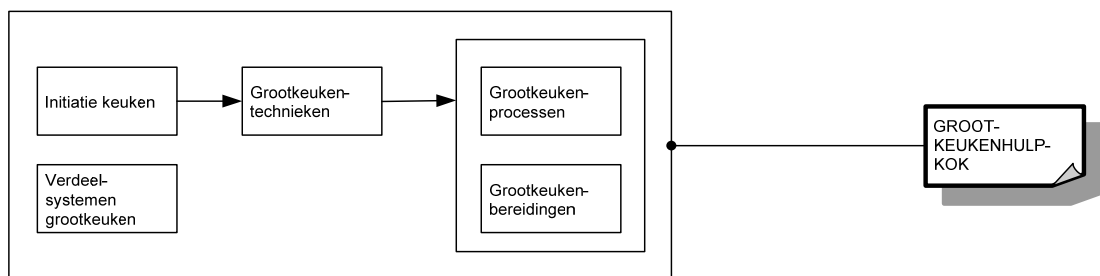 Initiatie keuken
Grootkeuken-
technieken
Grootkeuken-
processen
Verdeel-
systemen
grootkeuken
Grootkeuken-
bereidingen
GROOT-
KEUKENHULP-
KOK